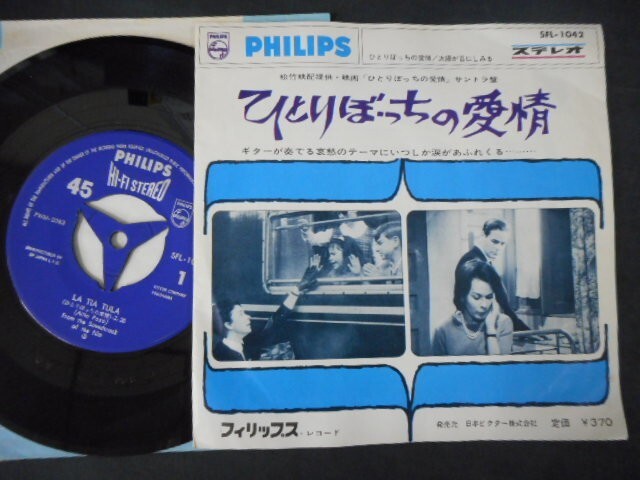 PHILIPS
SFL-1042
ひとりぼっちの愛情/太陽が目にしみる
ステレオ
松竹映配提供・映画「ひとりぼっちの愛情」サントラ盤
ひとりぼっちの愛情
ギターが奏でる哀愁のテーマにいつしか涙があふれくる………
フィリップス・レコード
発売元 日本ビクター株式会社 定価 ¥370
PHILIPS
HI-FI STEREO
45
SFL-10
1
LA TIA TULA
from the Soundtrack
of the film